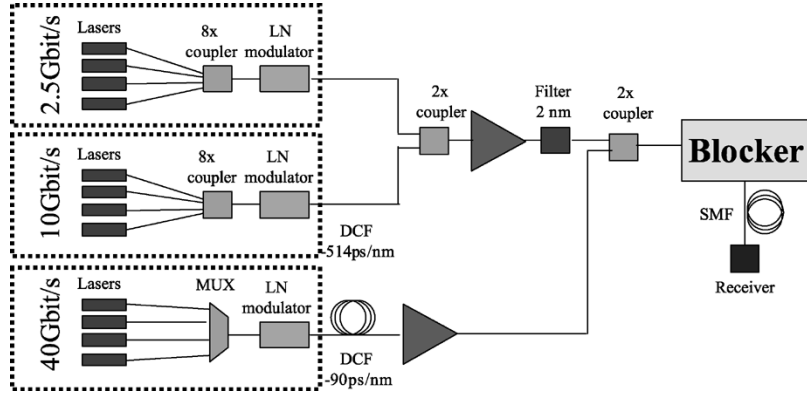 2.5Gbit/s
Lasers
8x
coupler
LN
modulator
2x
coupler
Filter
2 nm
2x
coupler
Blocker
10Gbit/s
Lasers
8x
coupler
LN
modulator
DCF
-514ps/nm
SMF
Receiver
40Gbit/s
Lasers
MUX
LN
modulator
DCF
-90ps/nm